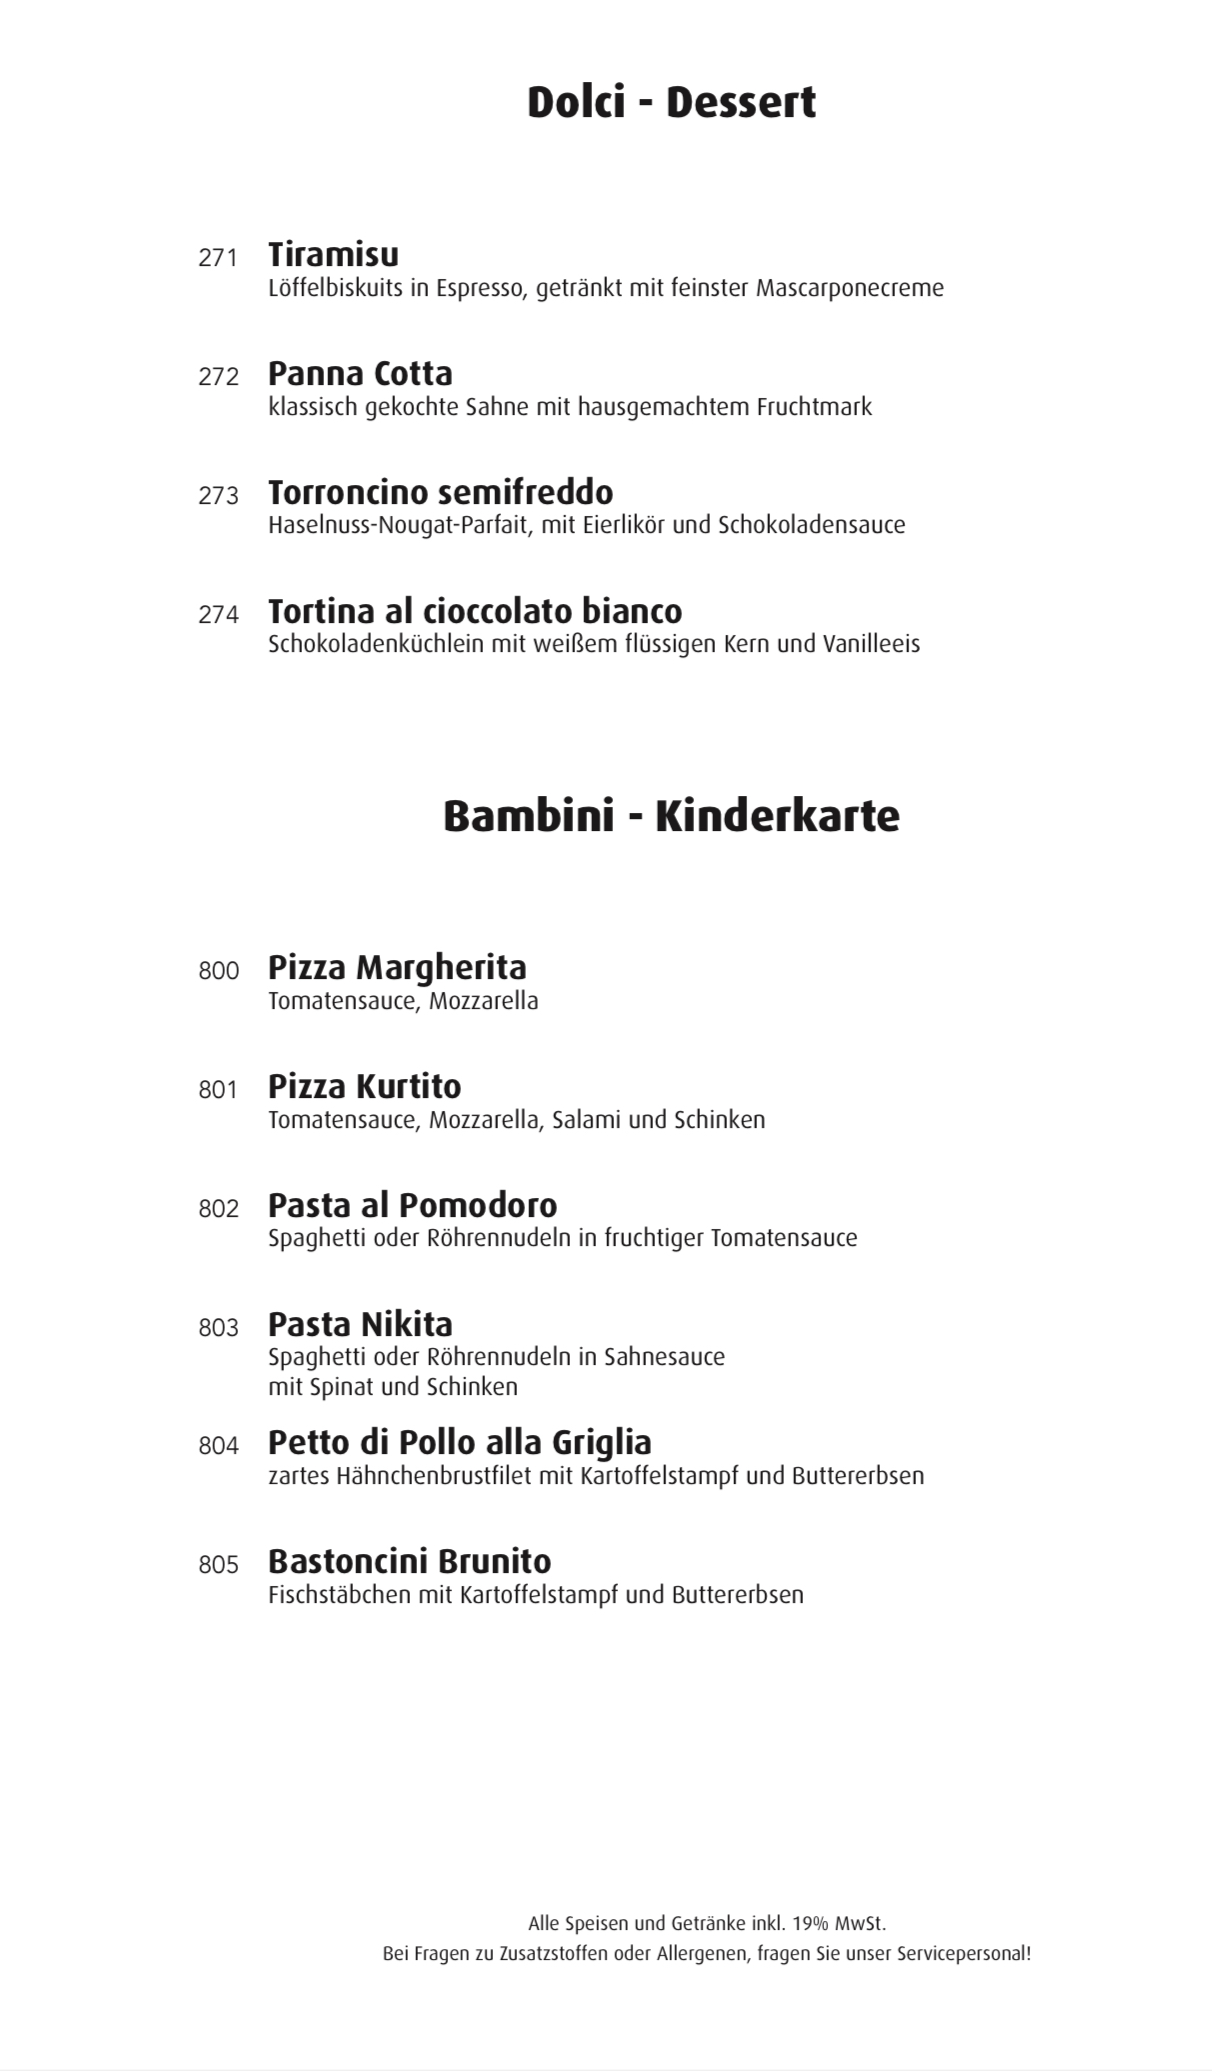 Dolci - Dessert
271 Tiramisu
Löffelbiskuits in Espresso, getränkt mit feinster Mascarponecreme
272 Panna Cotta
klassisch gekochte Sahne mit hausgemachtem Fruchtmark
273 Torroncino semifreddo
Haselnuss-Nougat-Parfait, mit Eierlikör und Schokoladensauce
274 Tortina al cioccolato bianco
Schokoladenküchlein mit weißem flüssigen Kern und Vanilleeis
Bambini - Kinderkarte
800 Pizza Margherita
Tomatensauce, Mozzarella
801 Pizza Kurtito
Tomatensauce, Mozzarella, Salami und Schinken
802 Pasta al Pomodoro
Spaghetti oder Röhrennudeln in fruchtiger Tomatensauce
803 Pasta Nikita
Spaghetti oder Röhrennudeln in Sahnesauce
mit Spinat und Schinken
804 Petto di Pollo alla Griglia
zartes Hähnchenbrustfilet mit Kartoffelstampf und Buttererbsen
805 Bastoncini Brunito
Fischstäbchen mit Kartoffelstampf und Buttererbsen
Alle Speisen und Getränke inkl. 19% MwSt.
Bei Fragen zu Zusatzstoffen oder Allergenen, fragen Sie unser Servicepersonal!